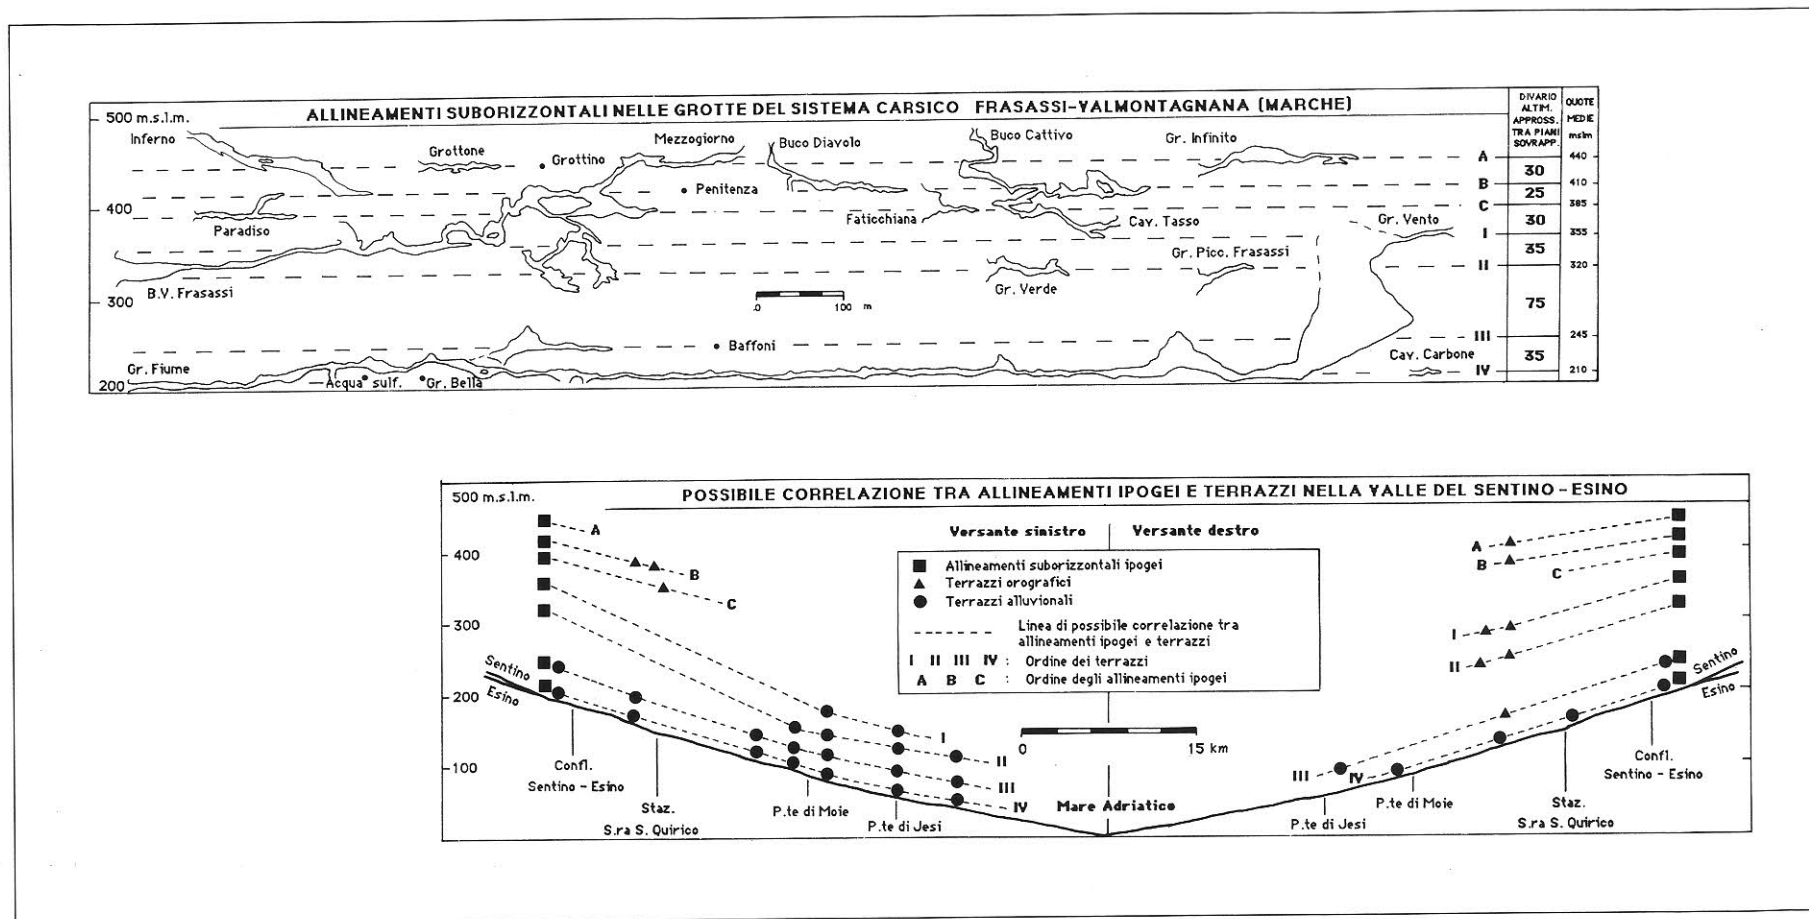 ALLINEAMENTI SUBORIZZONTALI NELLE GROTTE DEL SISTEMA CARSICO FRASASSI-VALMONTAGNANA (MARCHE)
DIVARIO
ALTIM.
APPROSS.
TRA PIANI
SOVRAPP.
QUOTE
MEDIE
mslm
500 m.s.l.m.
Inferno
Grottone
Grottino
Mezzogiorno
Buco Diavolo
Buco Cattivo
Gr. Infinito
A
440
30
Penitenza
B
410
25
400
Paradiso
Faticchiana
Cav. Tasso
Gr. Vento
C
385
30
I
355
35
Gr. Picc. Frasassi
II
320
B.V. Frasassi
Gr. Verde
300
0 100 m
75
Baffoni
III
245
Gr. Fiume
Cav. Carbone
35
200
Acqua sulf.
Gr. Bella
IV
210
POSSIBILE CORRELAZIONE TRA ALLINEAMENTI IPOGEI E TERRAZZI NELLA VALLE DEL SENTINO-ESINO
500 m.s.l.m.
Versante sinistro
Versante destro
A
B
C
A
B
C
400
Allineamenti suborizzontali ipogei
Terrazzi orografici
Terrazzi alluvionali
Linea di possibile correlazione tra
allineamenti ipogei e terrazzi
I II III IV : Ordine dei terrazzi
A B C : Ordine degli allineamenti ipogei
300
I
II
Sentino
Esino
Sentino
Esino
200
0 15 km
I
II
III
IV
III
IV
100
Confl.
Sentino - Esino
Staz.
S.ra S. Quirico
P.te di Moie
P.te di Jesi
Mare Adriatico
P.te di Jesi
P.te di Moie
Staz.
S.ra S. Quirico
Confl.
Sentino - Esino